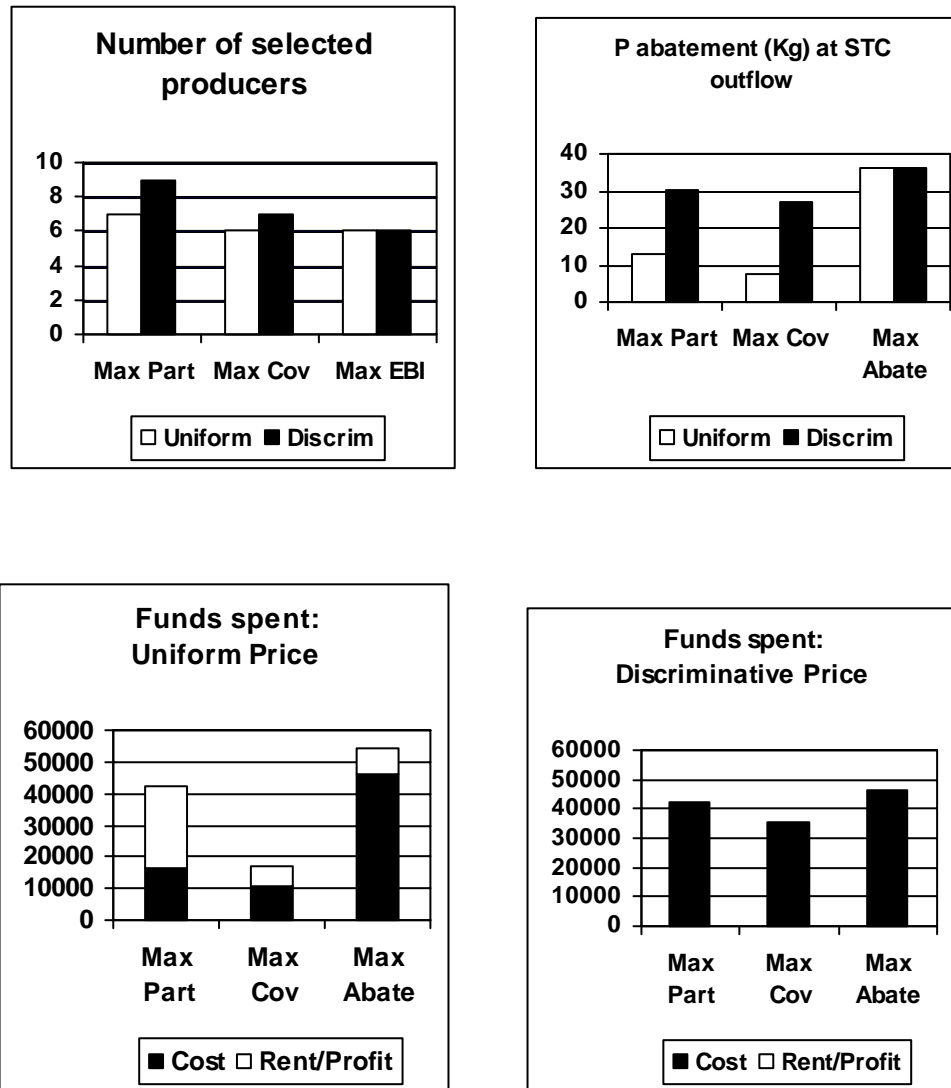 Number of selected
producers
10
8
6
4
2
0
Max Part Max Cov Max EBI
Uniform Discrim
P abatement (Kg) at STC
outflow
40
30
20
10
0
Max Part Max Cov Max
Abate
Uniform Discrim
Funds spent:
Uniform Price
60000
50000
40000
30000
20000
10000
0
Max Max Max
Part Cov Abate
Cost Rent/Profit
Funds spent:
Discriminative Price
60000
50000
40000
30000
20000
10000
0
Max Max Max
Part Cov Abate
Cost Rent/Profit